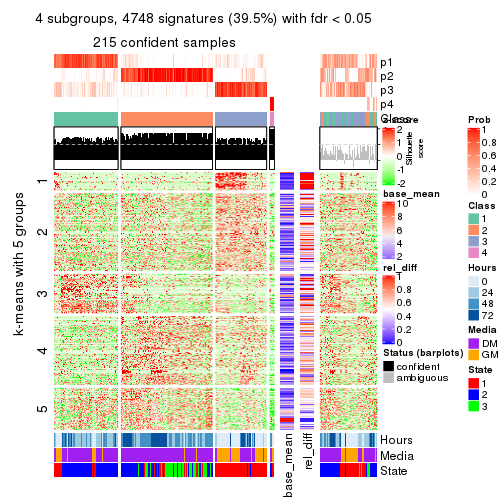 4 subgroups, 4748 signatures (39.5%) with fdr < 0.05
215 confident samples
p1
p2
p3
p4
Class
z-score
2
1
0
-1
-2
Silhouette
score
base_mean
10
8
6
4
2
rel_diff
1
0.8
0.6
0.4
0.2
0
Status (barplots)
confident
ambiguous
Prob
1
0.8
0.6
0.4
0.2
0
Class
1
2
3
4
Hours
0
24
48
72
Media
DM
GM
State
1
2
3
k-means with 5 groups
1
2
3
4
5
Hours
Media
State
base_mean
rel_diff